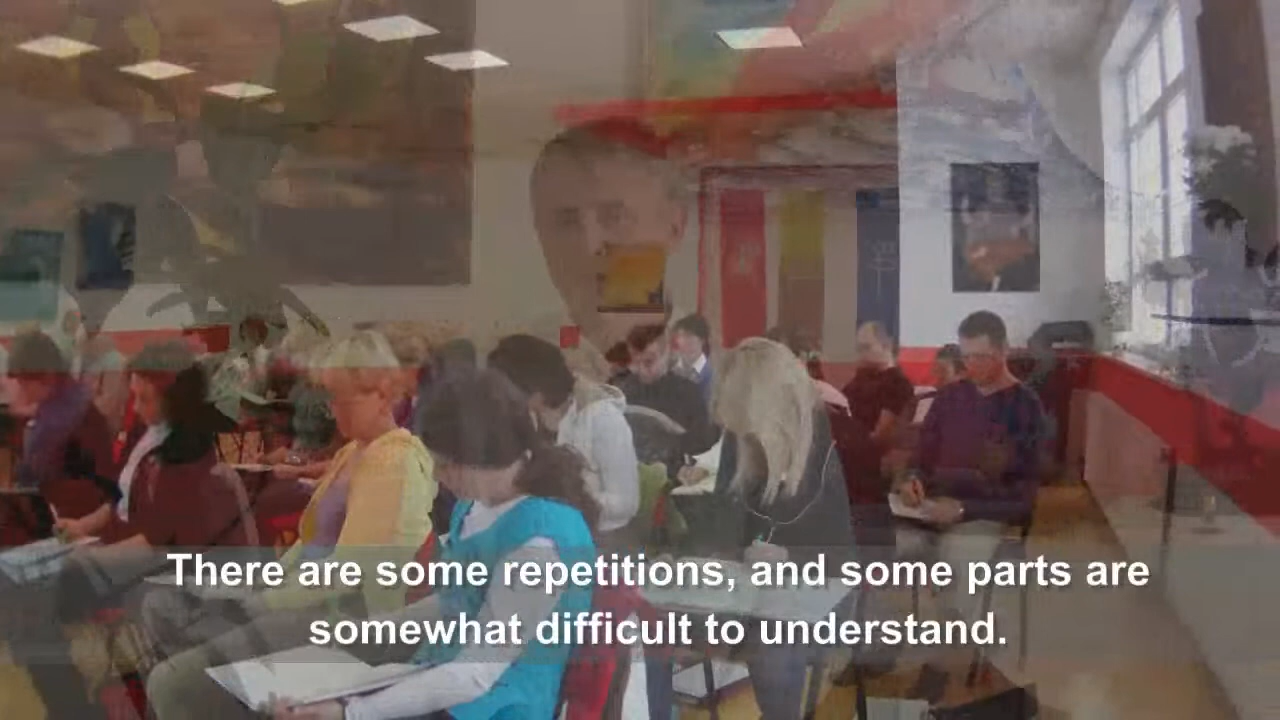 There are some repetitions, and some parts are
somewhat difficult to understand.